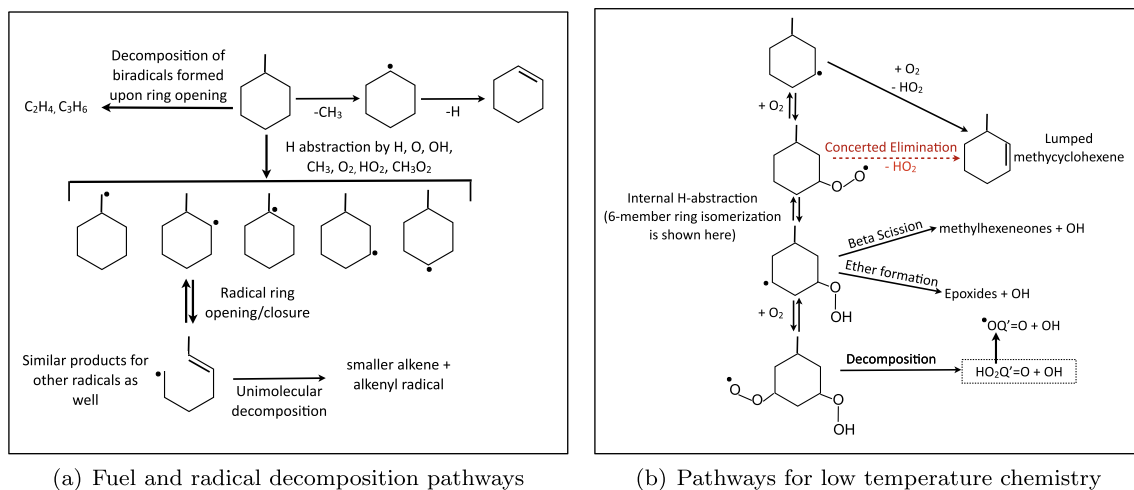 Decomposition of
biradicals formed
upon ring opening
C2H4, C3H6
-CH3
-H
H abstraction by H, O, OH,
CH3, O2, HO2, CH3O2
Radical ring
opening/closure
Similar products for
other radicals as
well
Unimolecular
decomposition
smaller alkene +
alkenyl radical
(a) Fuel and radical decomposition pathways
+ O2
+ O2
- HO2
Concerted Elimination
- HO2
Lumped
methycyclohexene
O
O
Internal H-abstraction
(6-member ring isomerization
is shown here)
Beta Scission
methylhexeneones + OH
Ether formation
Epoxides + OH
O
OH
+ O2
•OQ'=O + OH
Decomposition
HO2Q'=O + OH
O
O
O
OH
(b) Pathways for low temperature chemistry